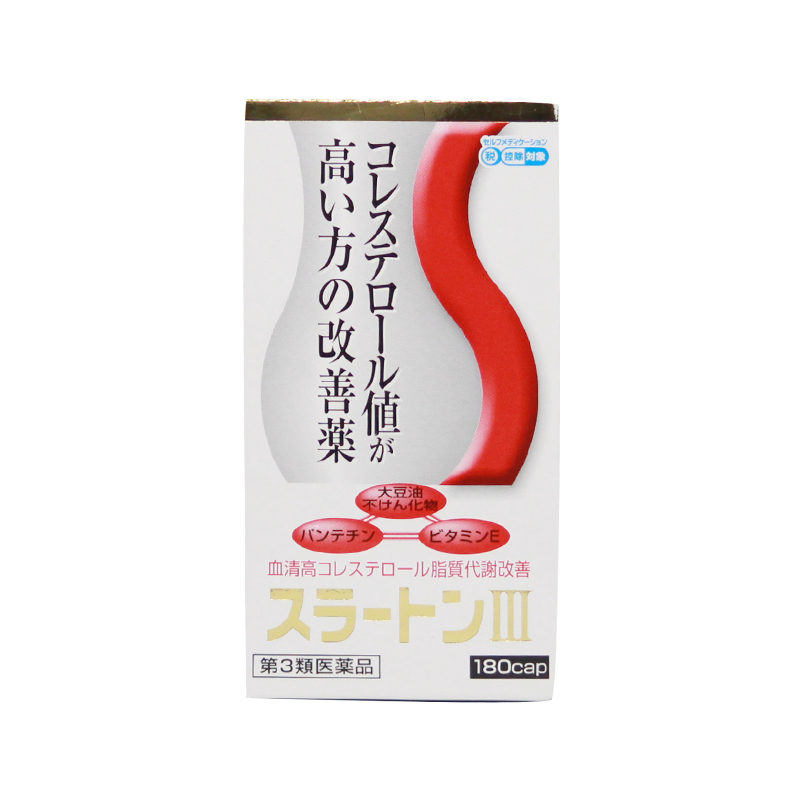 セルフメディケーション
税 控除 対象
コレステロール値が
高い方の改善薬
大豆油
不けん化物
パンテチン
ビタミンE
血清高コレステロール脂質代謝改善
スラートンIII
第3類医薬品
180cap